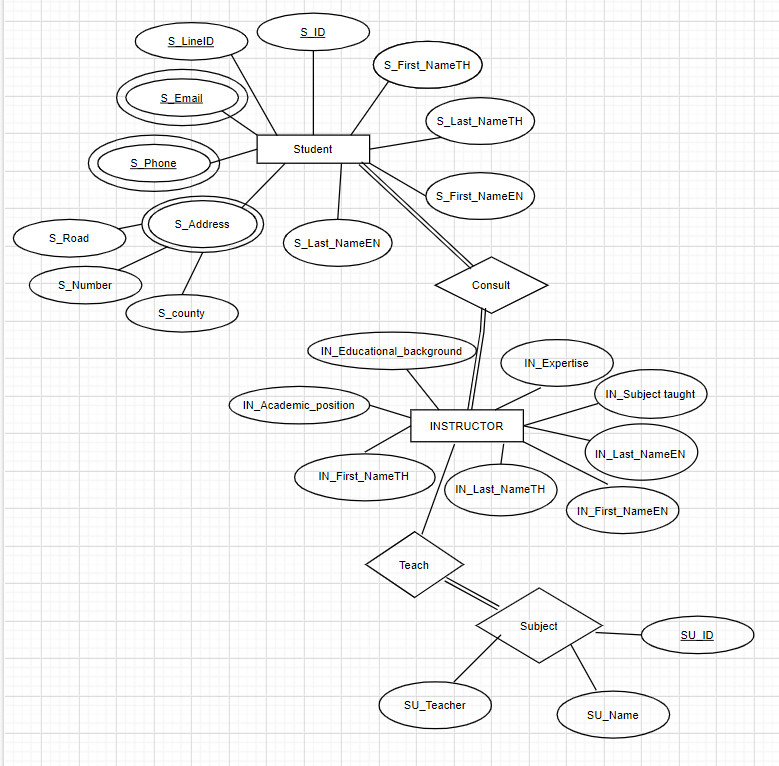 S_ID
S_LineID
S_First_NameTH
S_Email
S_Last_NameTH
Student
S_Phone
S_First_NameEN
S_Address
S_Road
S_Last_NameEN
S_Number
Consult
S_county
IN_Educational_background
IN_Expertise
IN_Subject taught
IN_Academic_position
INSTRUCTOR
IN_Last_NameEN
IN_First_NameTH
IN_Last_NameTH
IN_First_NameEN
Teach
Subject
SU_ID
SU_Teacher
SU_Name